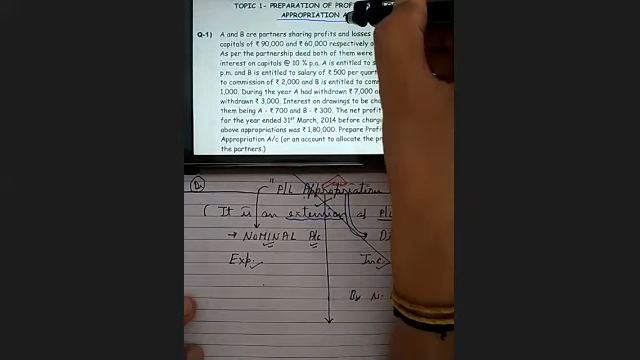 TOPIC 1- PREPARATION OF PROF
APPROPRIATION A
Q-1) A and B are partners sharing profits and losses
capitals of ₹ 90,000 and ₹ 60,000 respectively
As per the partnership deed both of them were
interest on capitals @ 10 % p.a. A is entitled to
p.m. and B is entitled to salary of ₹ 500 per quart
to commission of ₹ 2,000 and B is entitled to com
1,000. During the year A had withdrawn ₹ 7,000 a
withdrawn ₹ 3,000. Interest on drawings to be cha
them being A - ₹ 700 and B - ₹ 300. The net profit
for the year ended 31st March, 2014 before charg
above appropriations was ₹ 1,80,000. Prepare Profi
Appropriation A/c (or an account to allocate the pr
the partners.)
Dr " P/L Appropriation
( It is an extension of P/L
→ NOMINAL A/c → D
Exp. Inc.
By N.